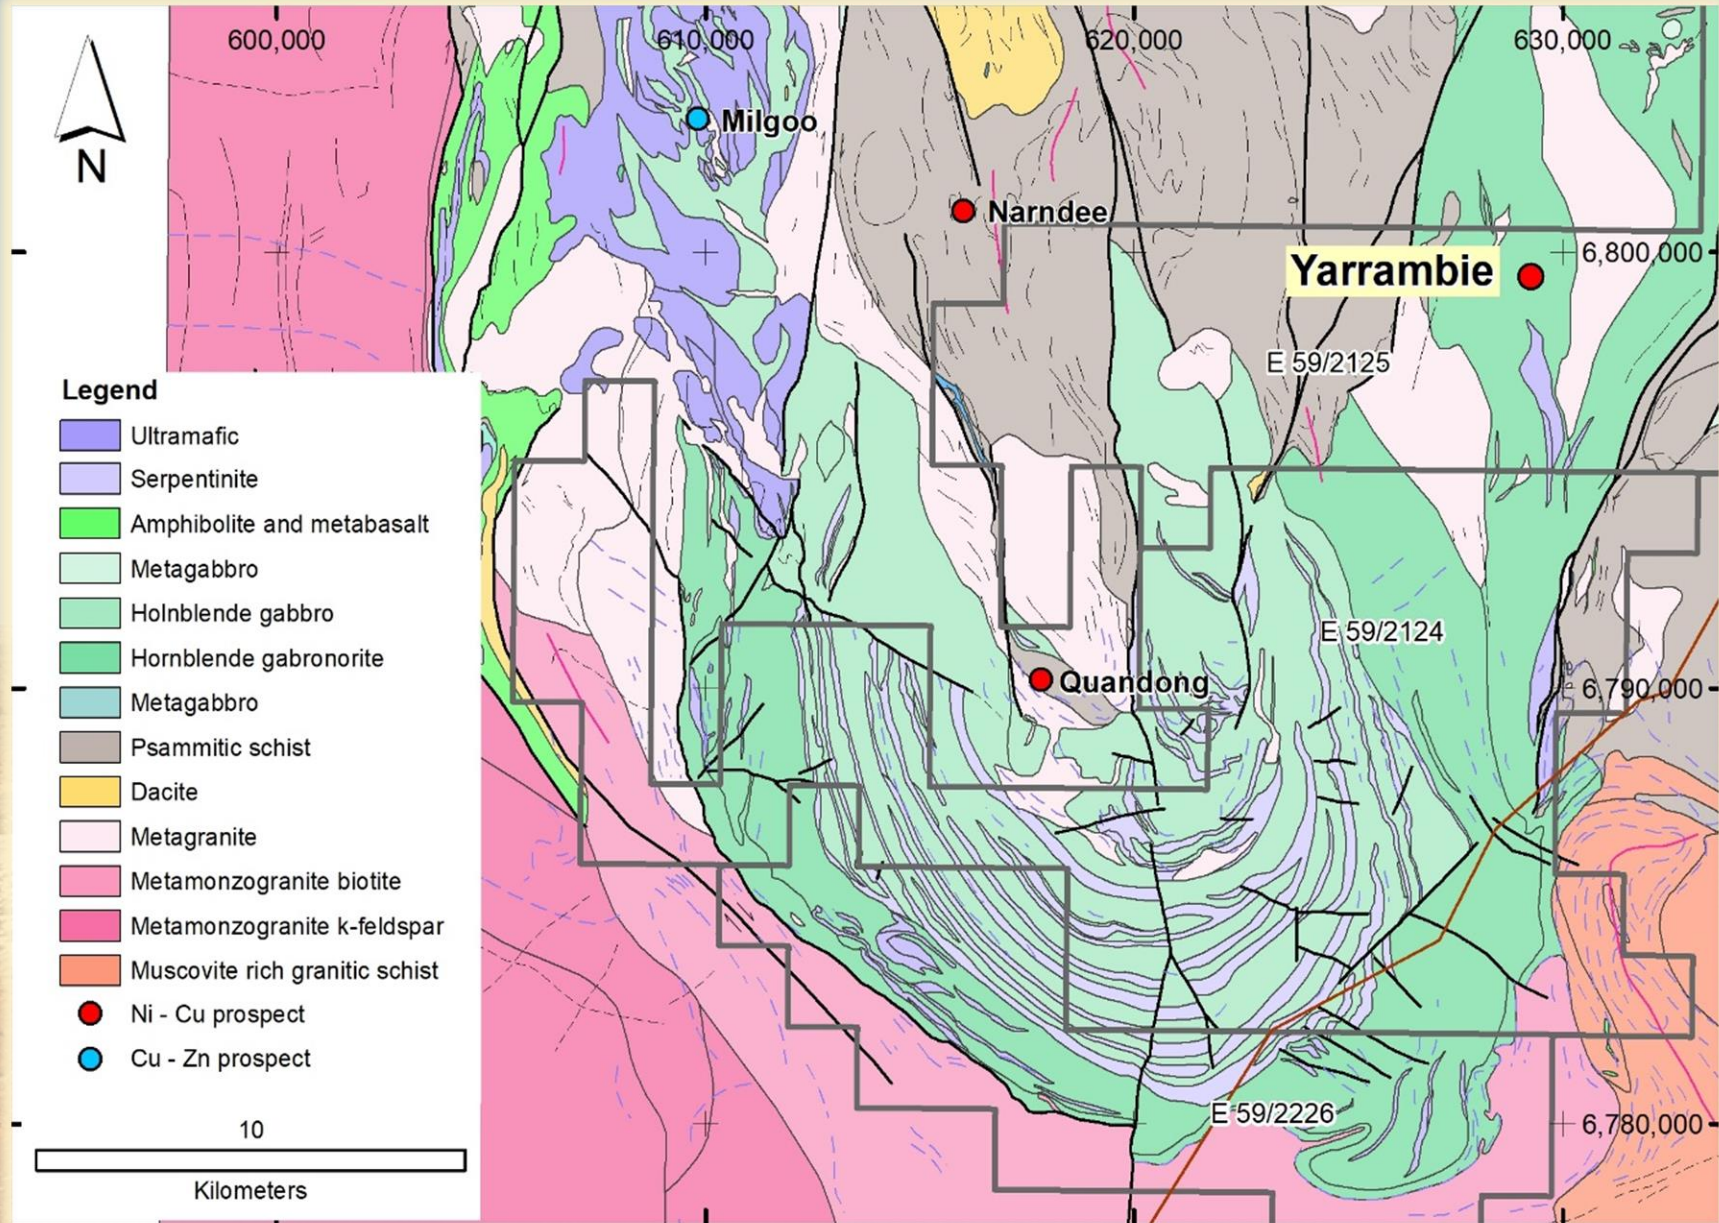 600,000
610,000
620,000
630,000
N
Milgoo
Narndee
Yarrambie
6,800,000
E 59/2125
Legend
Ultramafic
Serpentinite
Amphibolite and metabasalt
Metagabbro
Holnblende gabbro
Hornblende gabronorite
Metagabbro
Psammitic schist
Dacite
Metagranite
Metamonzogranite biotite
Metamonzogranite k-feldspar
Muscovite rich granitic schist
Ni - Cu prospect
Cu - Zn prospect
10
Kilometers
E 59/2124
Quandong
6,790,000
E 59/2226
6,780,000